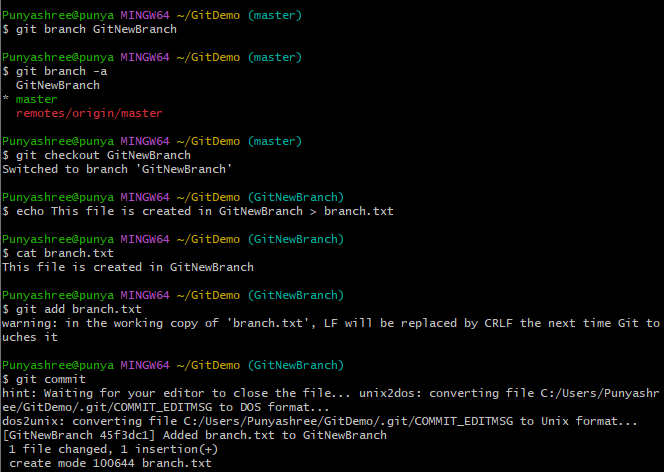 Punyashree@punya MINGW64 ~/GitDemo (master)
$ git branch GitNewBranch
Punyashree@punya MINGW64 ~/GitDemo (master)
$ git branch -a
  GitNewBranch
* master
  remotes/origin/master
Punyashree@punya MINGW64 ~/GitDemo (master)
$ git checkout GitNewBranch
Switched to branch 'GitNewBranch'
Punyashree@punya MINGW64 ~/GitDemo (GitNewBranch)
$ echo This file is created in GitNewBranch > branch.txt
Punyashree@punya MINGW64 ~/GitDemo (GitNewBranch)
$ cat branch.txt
This file is created in GitNewBranch
Punyashree@punya MINGW64 ~/GitDemo (GitNewBranch)
$ git add branch.txt
warning: in the working copy of 'branch.txt', LF will be replaced by CRLF the next time Git to
uches it
Punyashree@punya MINGW64 ~/GitDemo (GitNewBranch)
$ git commit
hint: Waiting for your editor to close the file... unix2dos: converting file C:/Users/Punyashr
ee/GitDemo/.git/COMMIT_EDITMSG to DOS format...
dos2unix: converting file C:/Users/Punyashree/GitDemo/.git/COMMIT_EDITMSG to Unix format...
[GitNewBranch 45f3dc1] Added branch.txt to GitNewBranch
 1 file changed, 1 insertion(+)
 create mode 100644 branch.txt